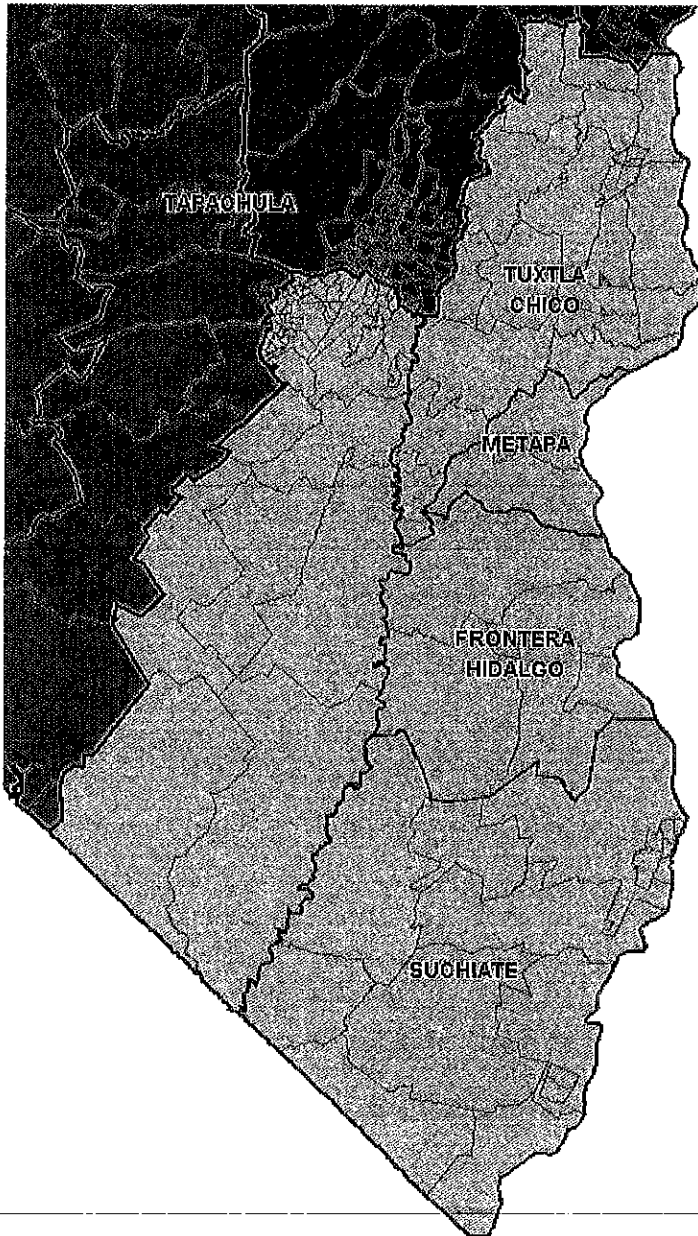 TAPACHULA
TUXTLA
CHICO
METAPA
FRONTERA
HIDALGO
SUCHIATE